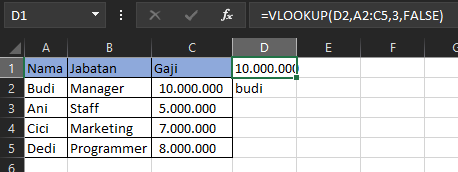 D1 =VLOOKUP(D2,A2:C5,3,FALSE)
A B C D E F
1 Nama Jabatan Gaji 10.000.000
2 Budi Manager 10.000.000 budi
3 Ani Staff 5.000.000
4 Cici Marketing 7.000.000
5 Dedi Programmer 8.000.000